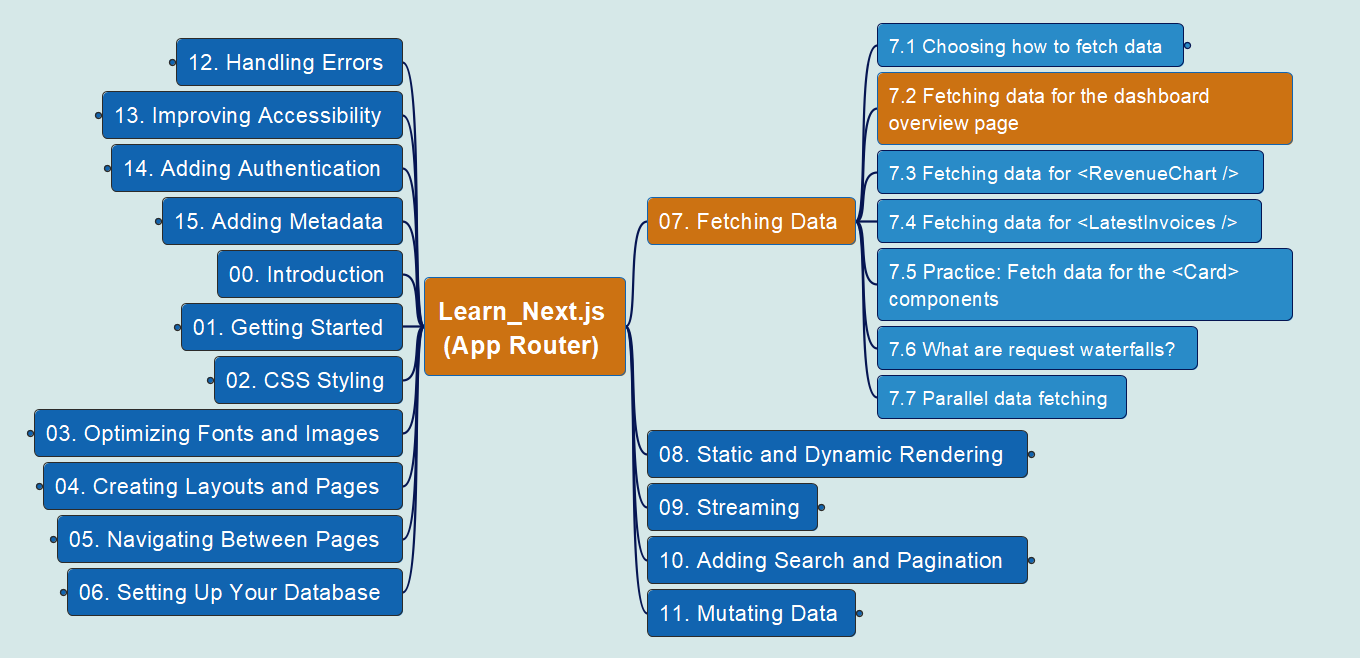 Learn_Next.js
(App Router)
00. Introduction
01. Getting Started
02. CSS Styling
03. Optimizing Fonts and Images
04. Creating Layouts and Pages
05. Navigating Between Pages
06. Setting Up Your Database
07. Fetching Data
7.1 Choosing how to fetch data
7.2 Fetching data for the dashboard
overview page
7.3 Fetching data for <RevenueChart />
7.4 Fetching data for <LatestInvoices />
7.5 Practice: Fetch data for the <Card>
components
7.6 What are request waterfalls?
7.7 Parallel data fetching
08. Static and Dynamic Rendering
09. Streaming
10. Adding Search and Pagination
11. Mutating Data
12. Handling Errors
13. Improving Accessibility
14. Adding Authentication
15. Adding Metadata